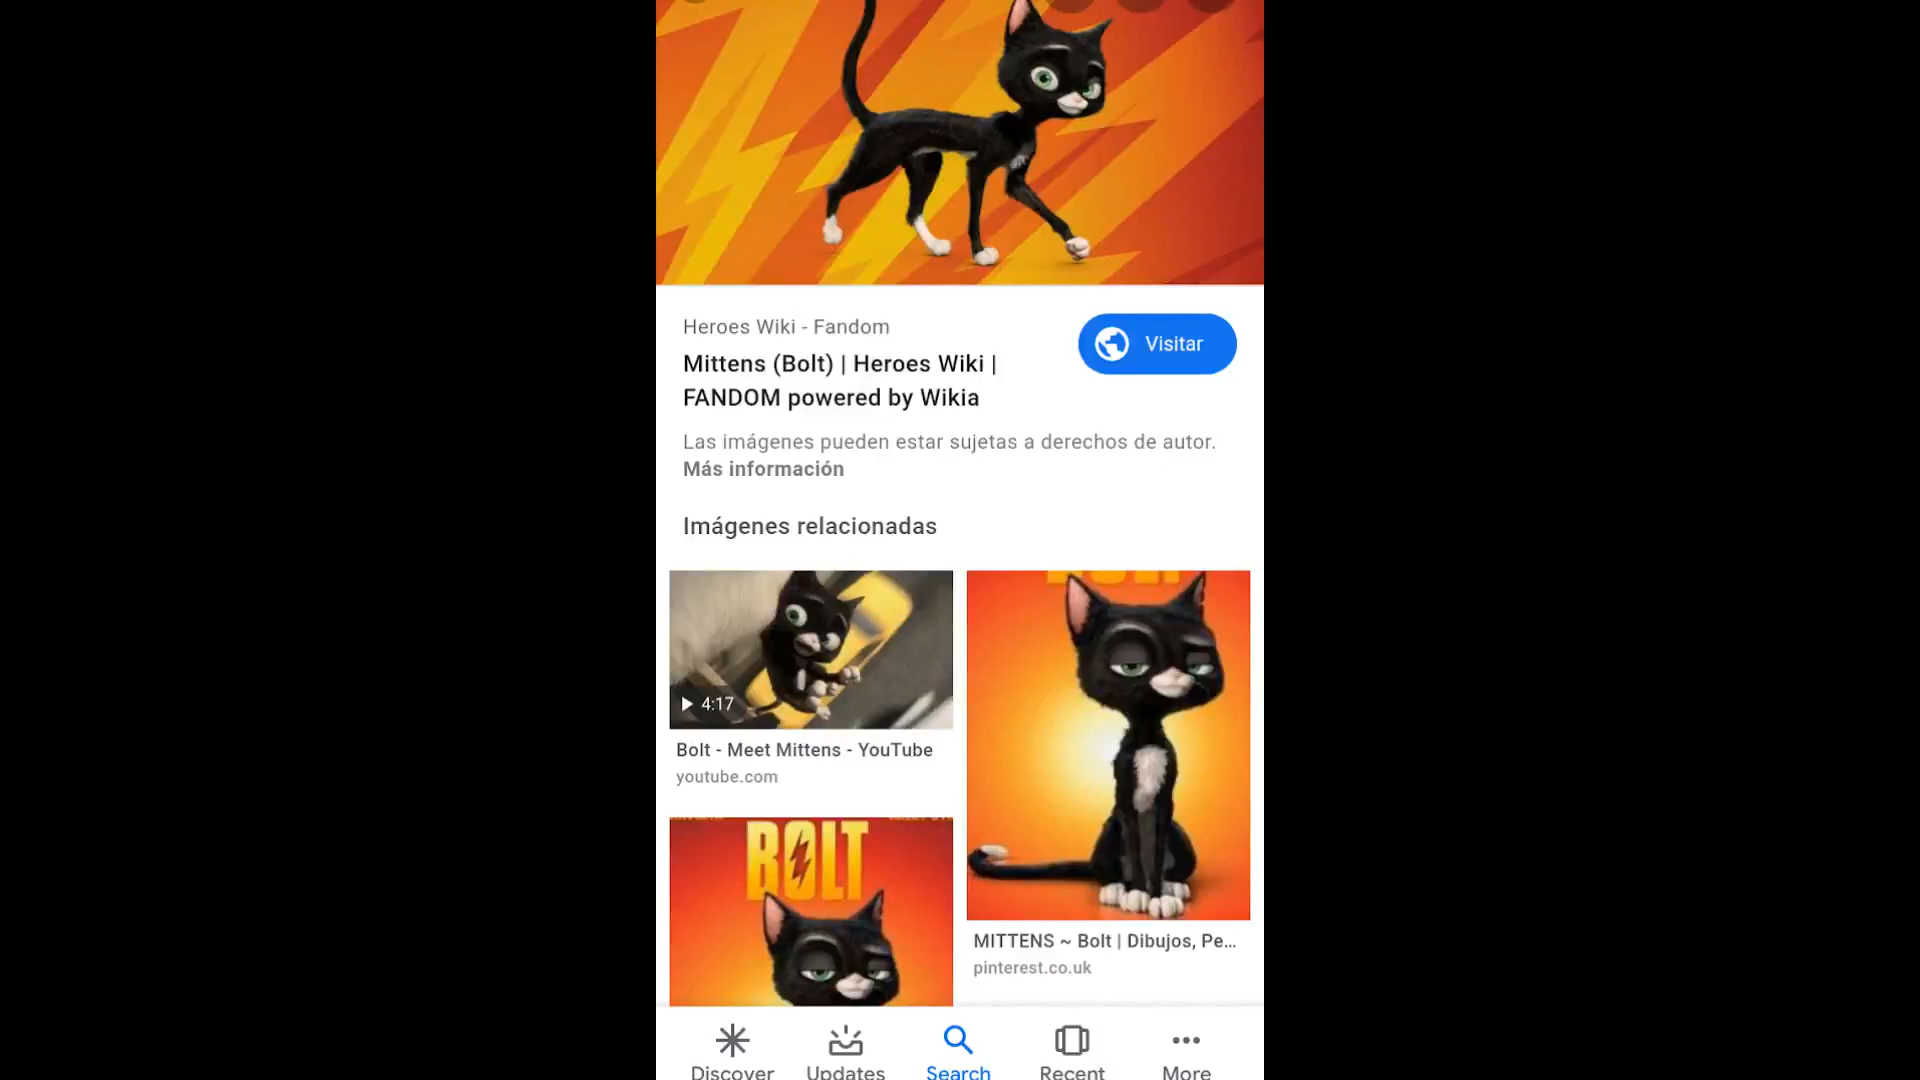 Heroes Wiki - Fandom
Mittens (Bolt) | Heroes Wiki |
FANDOM powered by Wikia
Visitar
Las imágenes pueden estar sujetas a derechos de autor.
Más información
Imágenes relacionadas
4:17
Bolt - Meet Mittens - YouTube
youtube.com
BOLT
MITTENS ~ Bolt | Dibujos, Pe...
pinterest.co.uk
Discover
Updates
Search
Recent
More